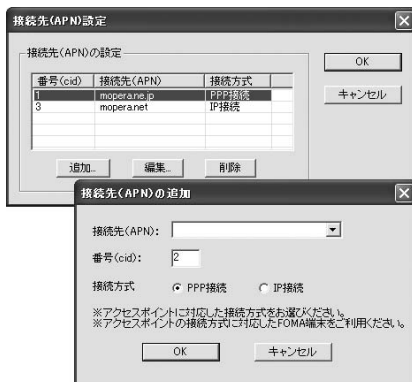 接続先(APN)設定
接続先(APN)の設定
番号(cid) 接続先(APN) 接続方式
1 mopera.ne.jp PPP接続
3 mopera.net IP接続
追加... 編集... 削除
OK
キャンセル
接続先(APN)の追加
接続先(APN):
番号(cid): 2
接続方式 PPP接続 IP接続
※アクセスポイントに対応した接続方式をお選びください。
※アクセスポイントの接続方式に対応したFOMA端末をご利用ください。
OK キャンセル